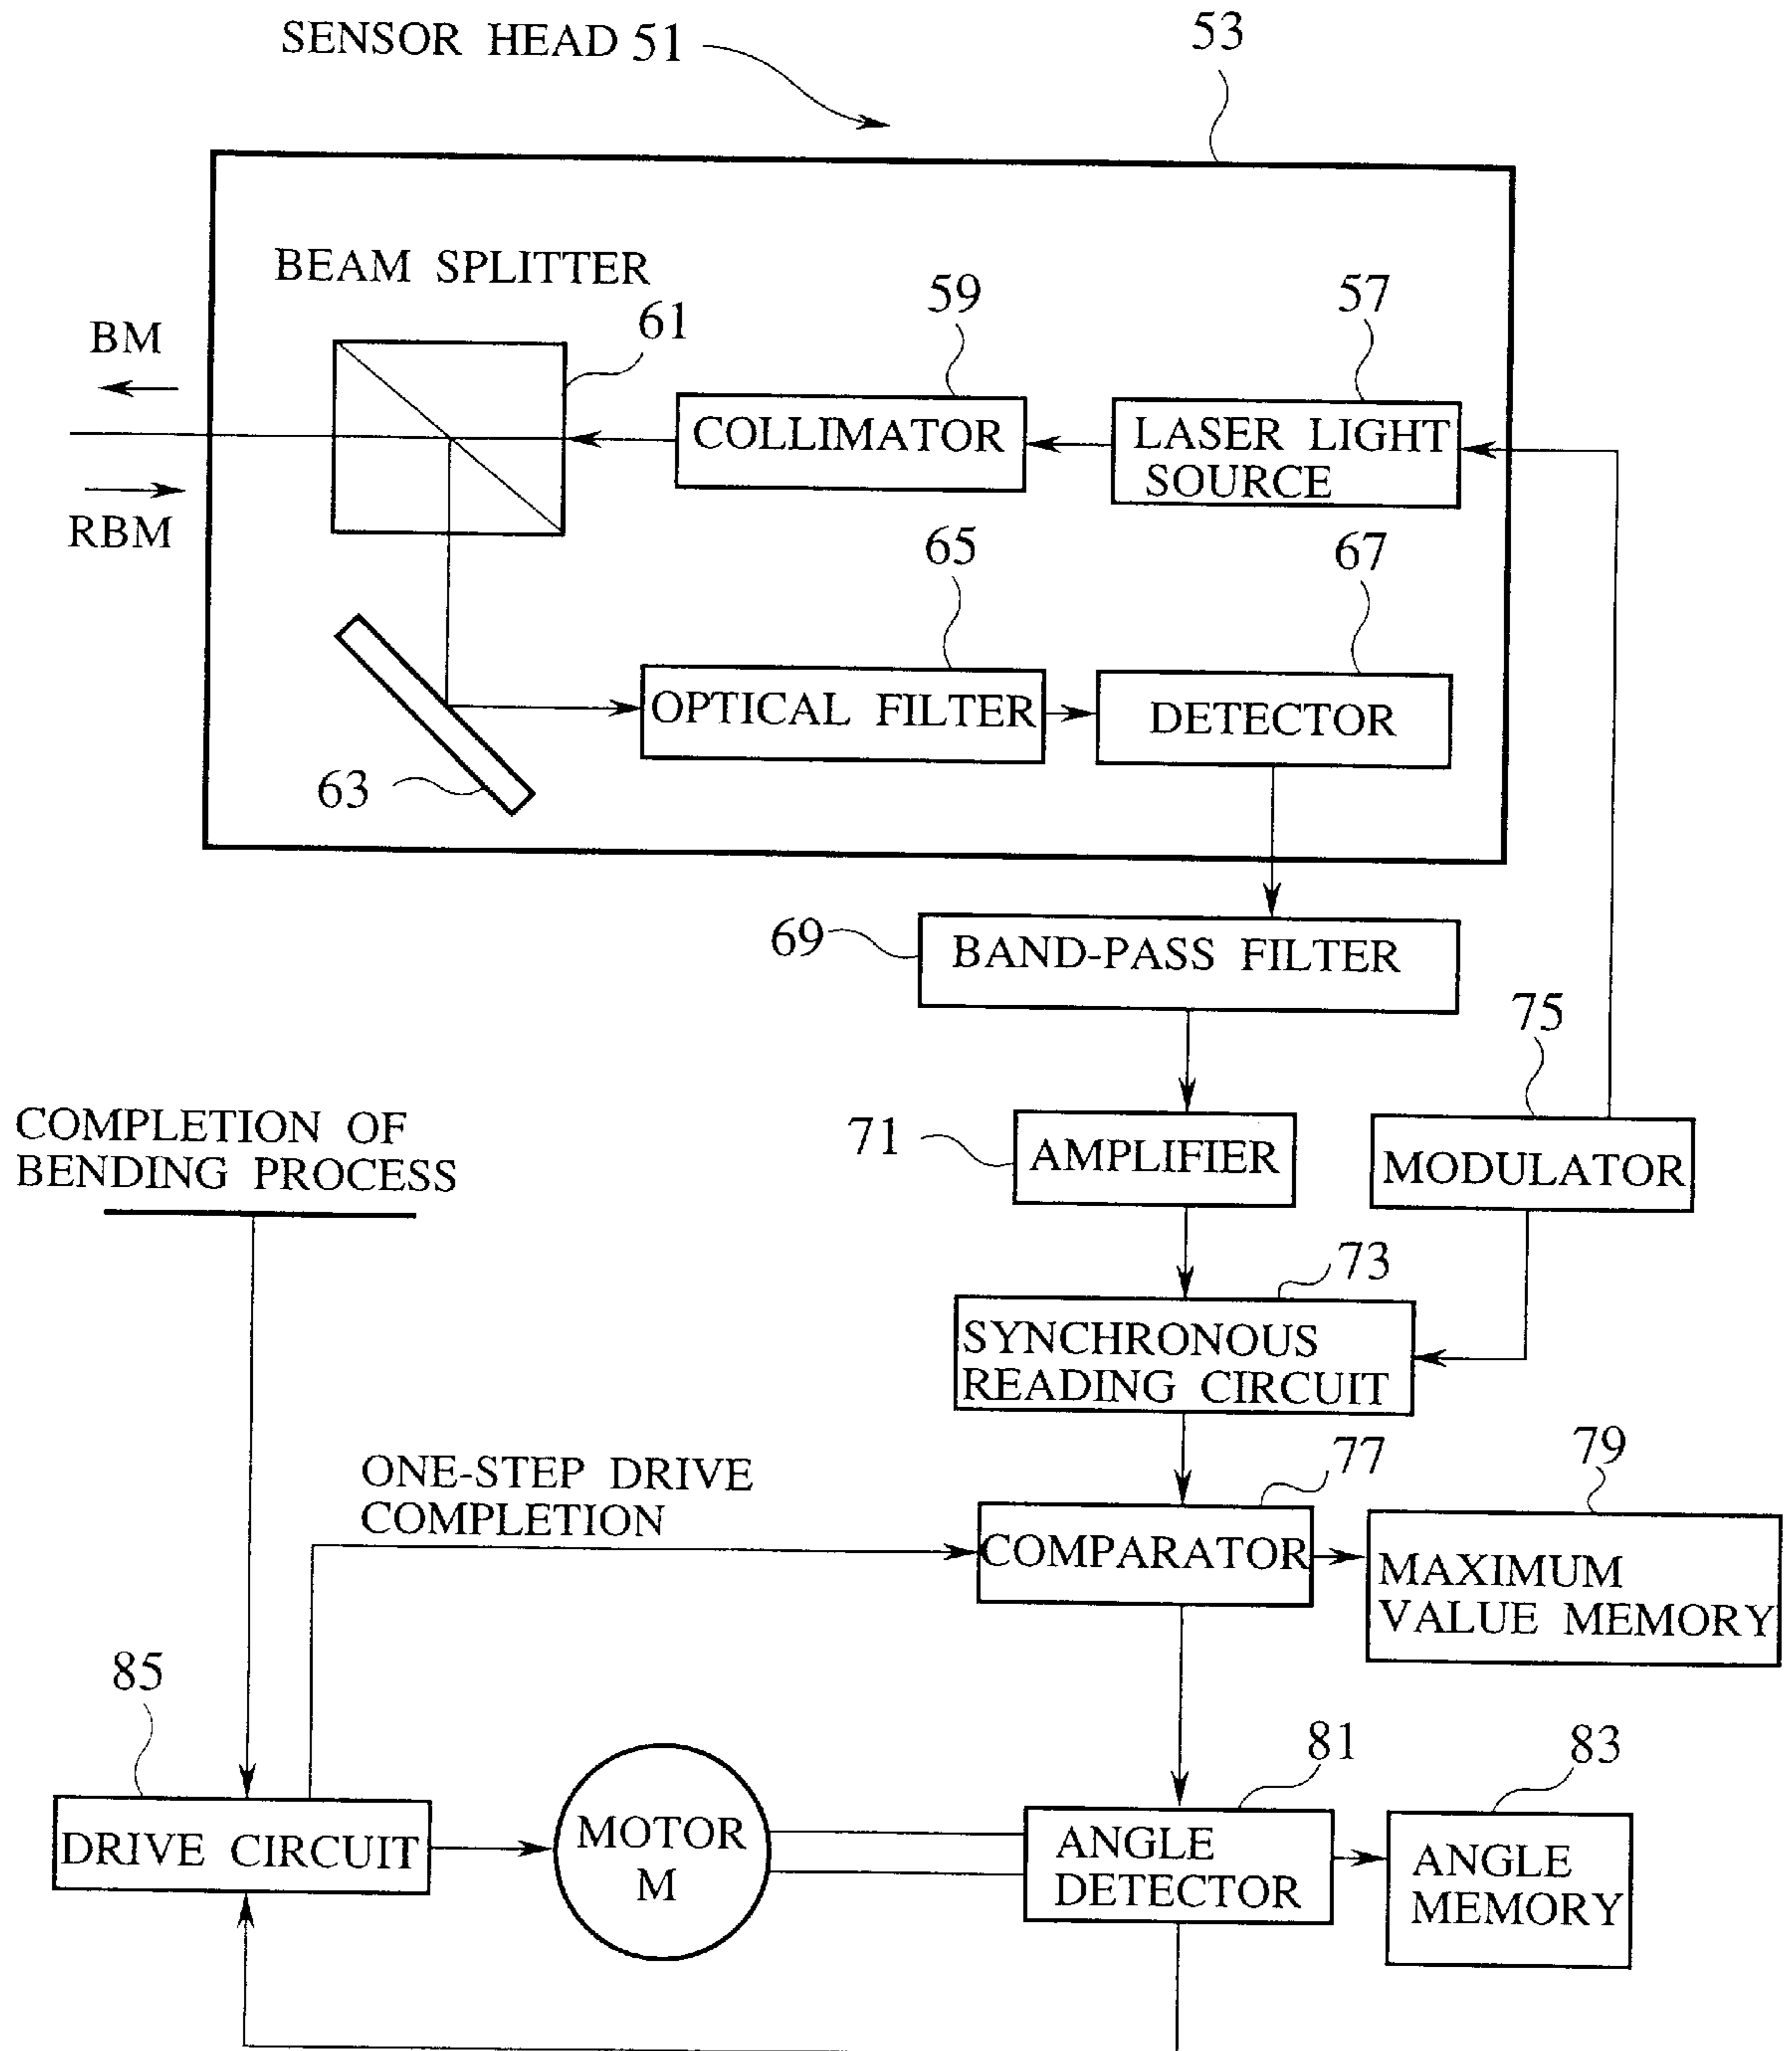 SENSOR HEAD 51
53
BEAM SPLITTER
61
59
57
BM
COLLIMATOR
LASER LIGHT
SOURCE
RBM
65
67
OPTICAL FILTER
DETECTOR
63
69
BAND-PASS FILTER
75
COMPLETION OF
BENDING PROCESS
71
AMPLIFIER
MODULATOR
73
SYNCHRONOUS
READING CIRCUIT
ONE-STEP DRIVE
COMPLETION
77
79
COMPARATOR
MAXIMUM
VALUE MEMORY
85
81
83
DRIVE CIRCUIT
MOTOR
M
ANGLE
DETECTOR
ANGLE
MEMORY